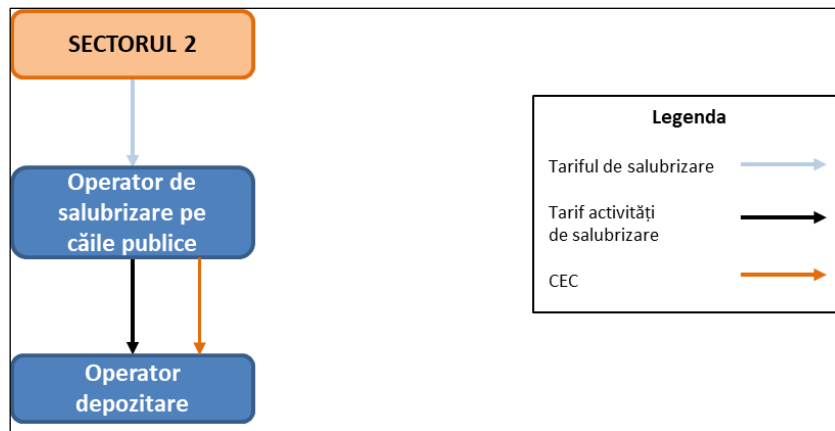 SECTORUL 2
Operator de
salubrizare pe
căile publice
Operator
depozitare
Legenda
Tariful de salubrizare
Tarif activități
de salubrizare
CEC